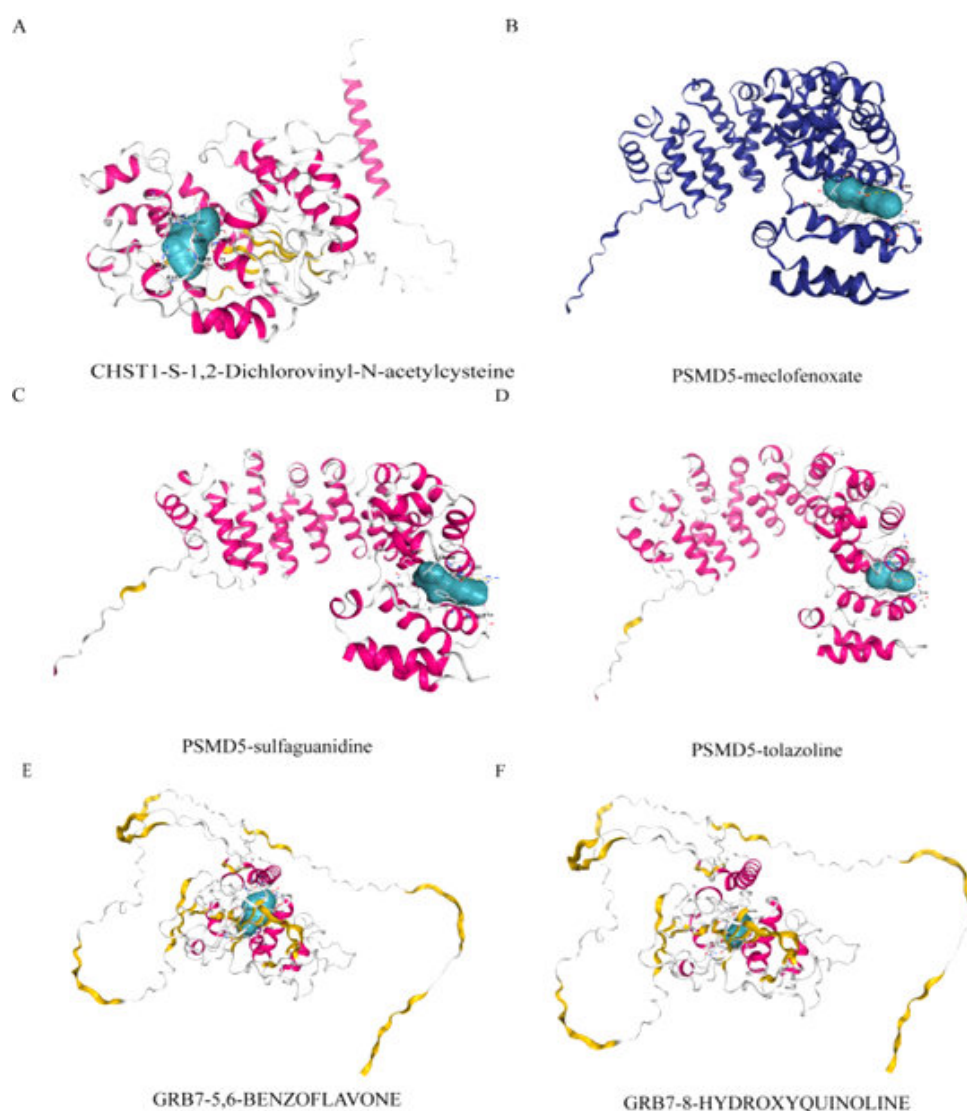 A
B
CHST1-S-1,2-Dichlorovinyl-N-acetylcysteine
PSMD5-meclofenoxate
C
D
PSMD5-sulfaguanidine
PSMD5-tolazoline
E
F
GRB7-5,6-BENZOFLAVONE
GRB7-8-HYDROXYQUINOLINE